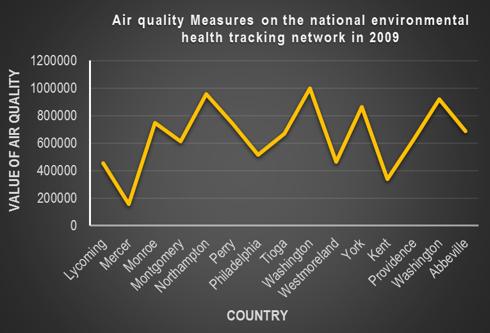 Air quality Measures on the national environmental
health tracking network in 2009
VALUE OF AIR QUALITY
1200000
1000000
800000
600000
400000
200000
0
Lycoming
Mercer
Monroe
Montgomery
Northampton
Perry
Philadelphia
Tioga
Washington
Westmoreland
York
Kent
Providence
Washington
Abbeville
COUNTRY